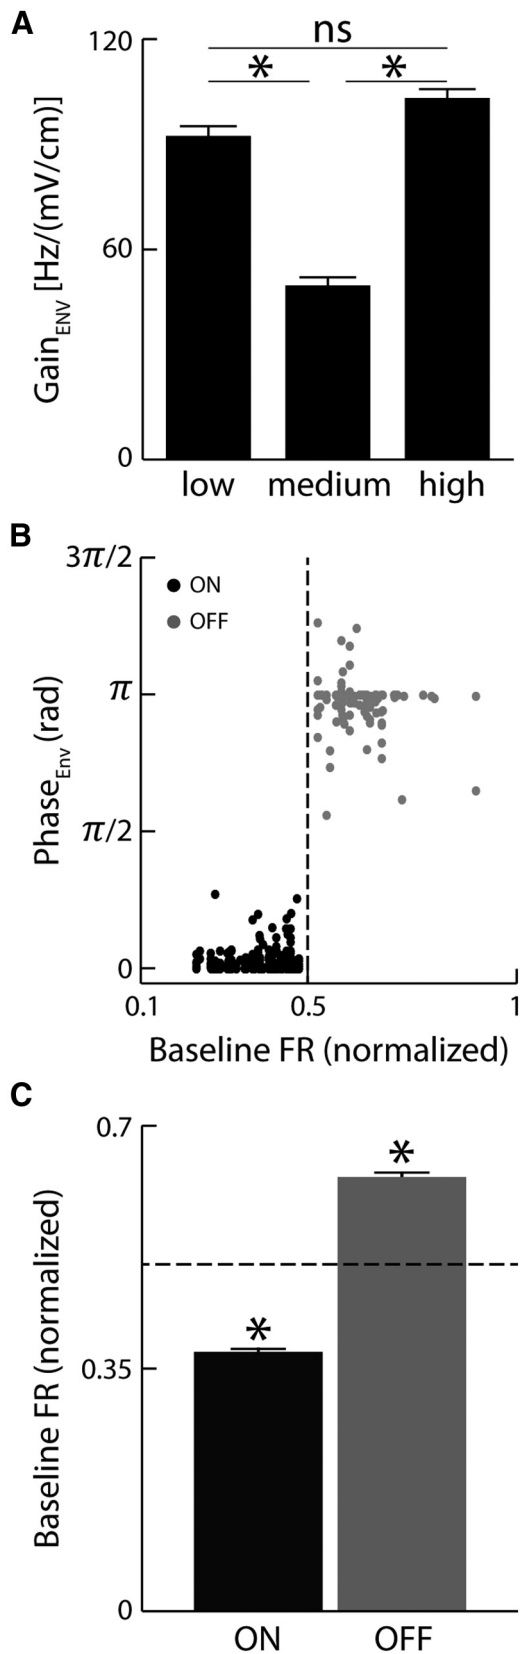 A
ns
* *
120
60
0
Gain_ENV [Hz/(mV/cm)]
low medium high
B
3π/2
π
π/2
0
Phase_Env (rad)
ON
OFF
0.1 0.5 1
Baseline FR (normalized)
C
0.7
0.35
0
Baseline FR (normalized)
*
*
ON OFF